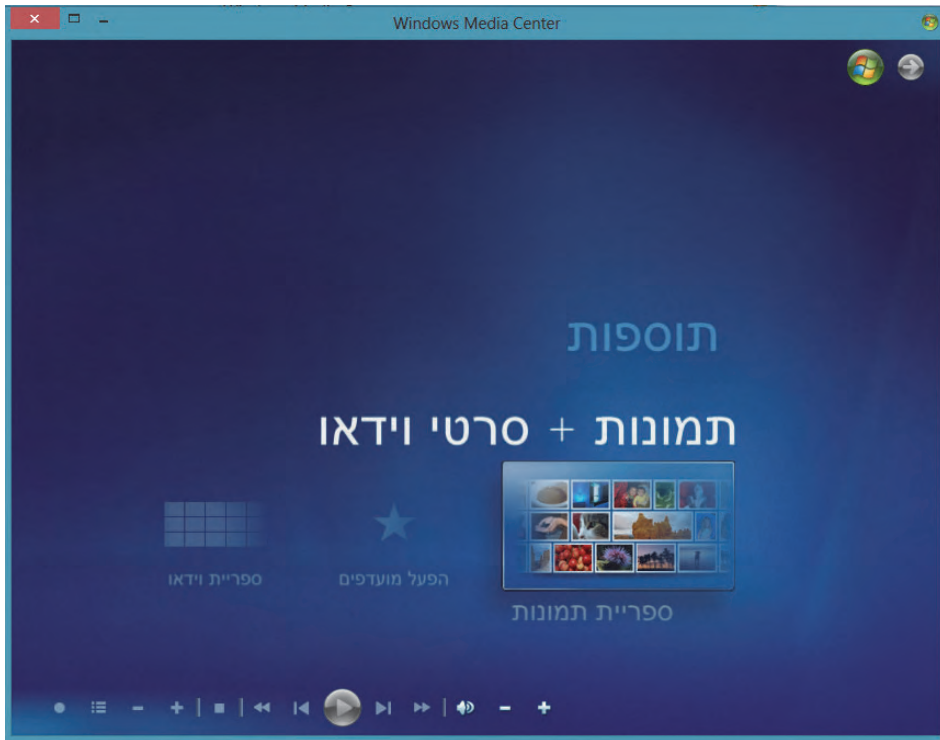 Windows Media Center
תוספות
תמונות + סרטי וידאו
ספריית תמונות
הפעל מועדפים
ספריית וידאו